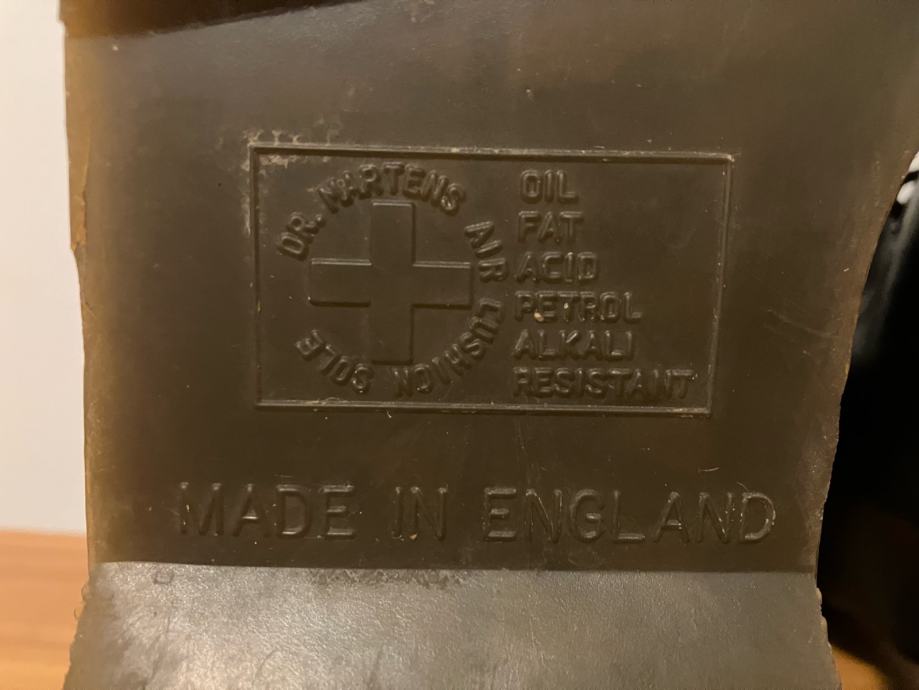 DR. MARTENS AIR CUSHION SOLE
OIL
FAT
ACID
PETROL
ALKALI
RESISTANT
MADE IN ENGLAND